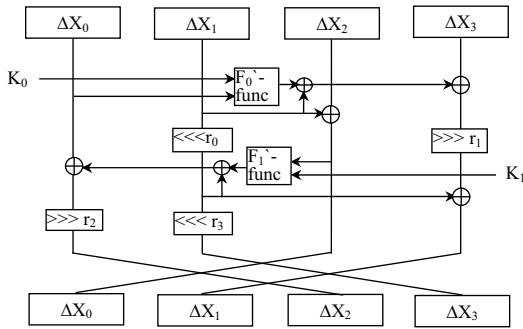 ΔX₀ ΔX₁ ΔX₂ ΔX₃
K₀
F₀`-
func
<<<r₀
>>> r₁
F₁`-
func
K₁
>>> r₂
<<< r₃
ΔX₀ ΔX₁ ΔX₂ ΔX₃